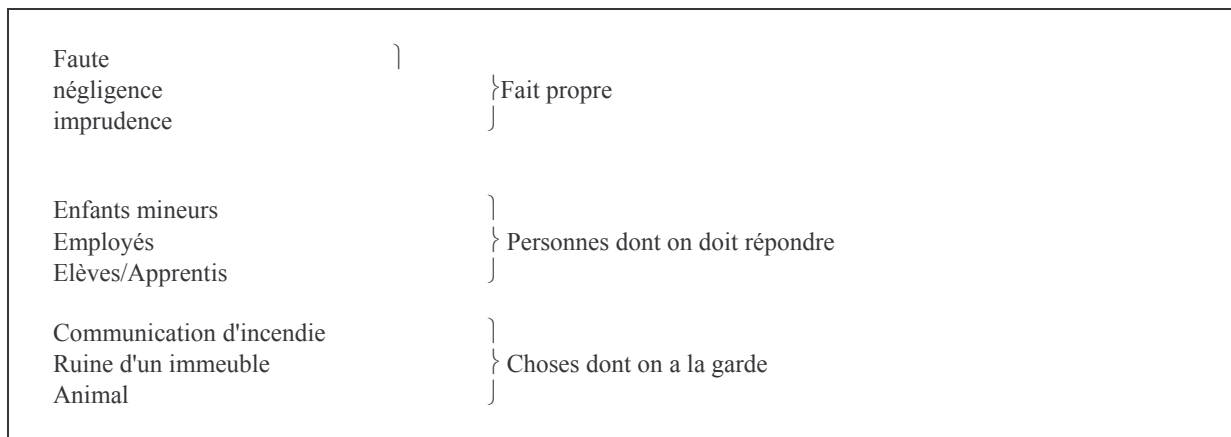 Faute ⎫
négligence ⎬Fait propre
imprudence ⎭
Enfants mineurs ⎫
Employés ⎬ Personnes dont on doit répondre
Elèves/Apprentis ⎭
Communication d'incendie ⎫
Ruine d'un immeuble ⎬ Choses dont on a la garde
Animal ⎭